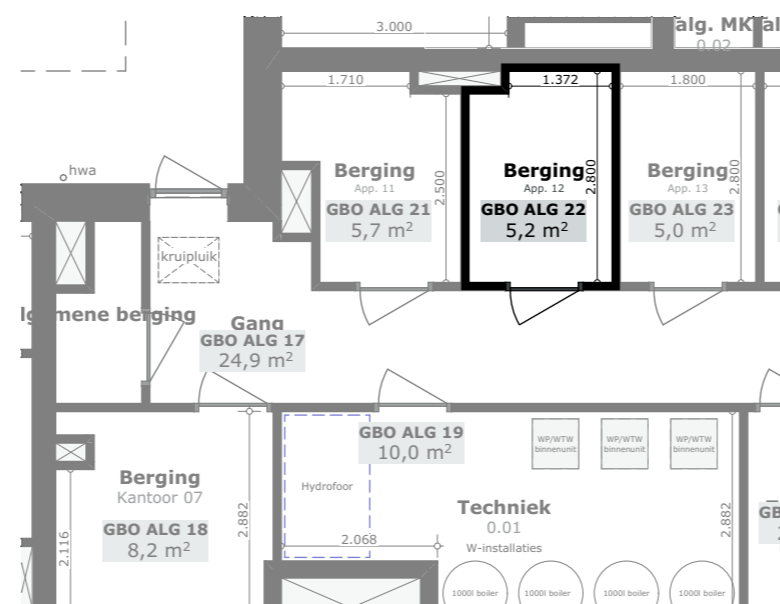 3.000
alg. MK
al
0.02
1.710
1.372
1.800
hwa
Berging
App. 11
GBO ALG 21
5,7 m²
2.500
Berging
App. 12
GBO ALG 22
5,2 m²
2.800
Berging
App. 13
GBO ALG 23
5,0 m²
2.800
kruipluik
lgemene berging
Gang
GBO ALG 17
24,9 m²
GBO ALG 19
10,0 m²
WP/WTW
binnenunit
WP/WTW
binnenunit
WP/WTW
binnenunit
Berging
Kantoor 07
GBO ALG 18
8,2 m²
2.116
2.882
Hydrofoor
2.068
Techniek
0.01
W-installaties
2.882
GB
1000l boiler
1000l boiler
1000l boiler
1000l boiler